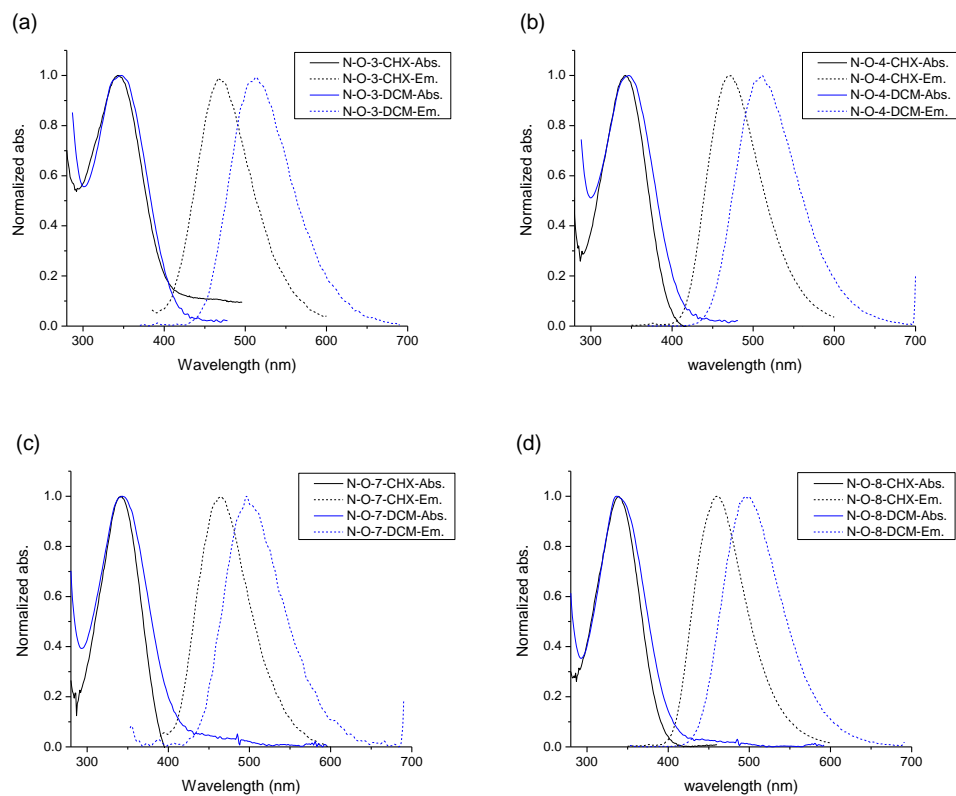 (a)
N-O-3-CHX-Abs.
N-O-3-CHX-Em.
N-O-3-DCM-Abs.
N-O-3-DCM-Em.
1.0
0.8
0.6
0.4
0.2
0.0
Normalized abs.
300 400 500 600 700
Wavelength (nm)
(b)
N-O-4-CHX-Abs.
N-O-4-CHX-Em.
N-O-4-DCM-Abs.
N-O-4-DCM-Em.
1.0
0.8
0.6
0.4
0.2
0.0
Normalized abs.
300 400 500 600 700
wavelength (nm)
(c)
N-O-7-CHX-Abs.
N-O-7-CHX-Em.
N-O-7-DCM-Abs.
N-O-7-DCM-Em.
1.0
0.8
0.6
0.4
0.2
0.0
Normalized abs.
300 400 500 600 700
Wavelength (nm)
(d)
N-O-8-CHX-Abs.
N-O-8-CHX-Em.
N-O-8-DCM-Abs.
N-O-8-DCM-Em.
1.0
0.8
0.6
0.4
0.2
0.0
Normalized abs.
300 400 500 600 700
wavelength (nm)